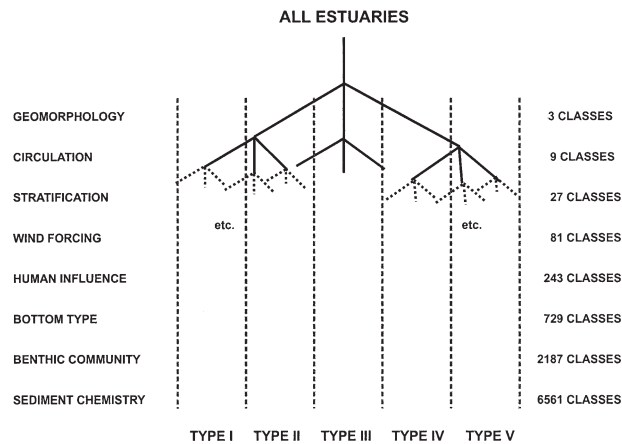 ALL ESTUARIES
GEOMORPHOLOGY 3 CLASSES
CIRCULATION 9 CLASSES
STRATIFICATION 27 CLASSES
etc. etc.
WIND FORCING 81 CLASSES
HUMAN INFLUENCE 243 CLASSES
BOTTOM TYPE 729 CLASSES
BENTHIC COMMUNITY 2187 CLASSES
SEDIMENT CHEMISTRY 6561 CLASSES
TYPE I TYPE II TYPE III TYPE IV TYPE V